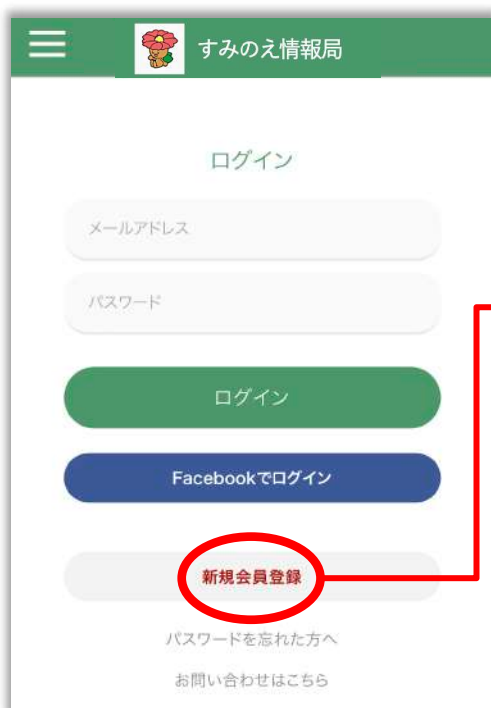 すみのえ情報局
ログイン
メールアドレス
パスワード
ログイン
Facebookでログイン
新規会員登録
パスワードを忘れた方へ
お問い合わせはこちら